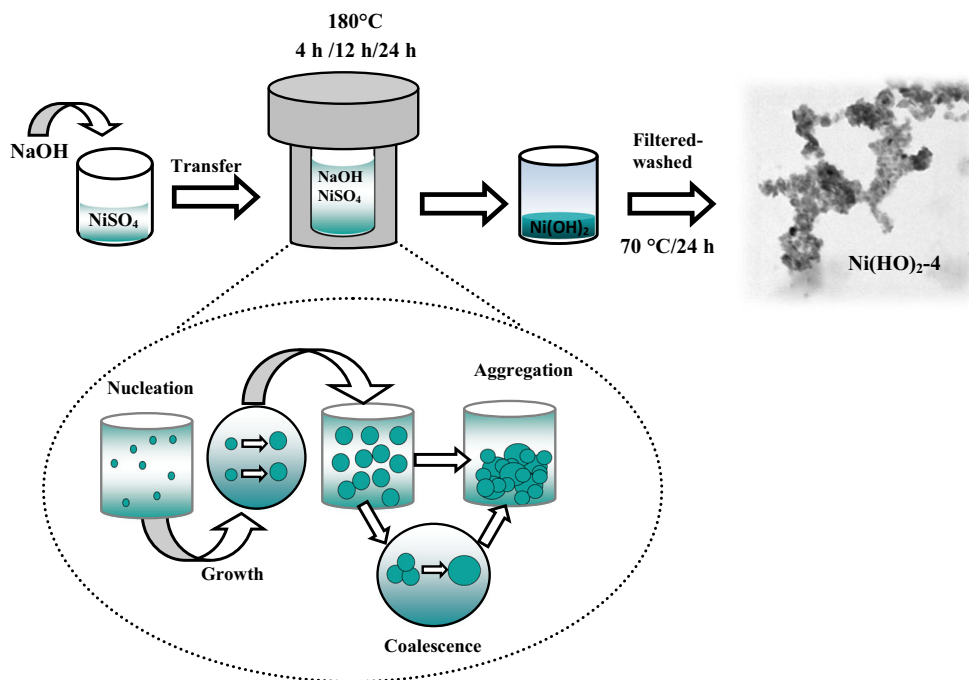 180°C
4 h /12 h/24 h
NaOH
NiSO₄
Transfer
NaOH
NiSO₄
Ni(OH)₂
Filtered-
washed
70 °C/24 h
Ni(HO)₂-4
Nucleation
Growth
Coalescence
Aggregation